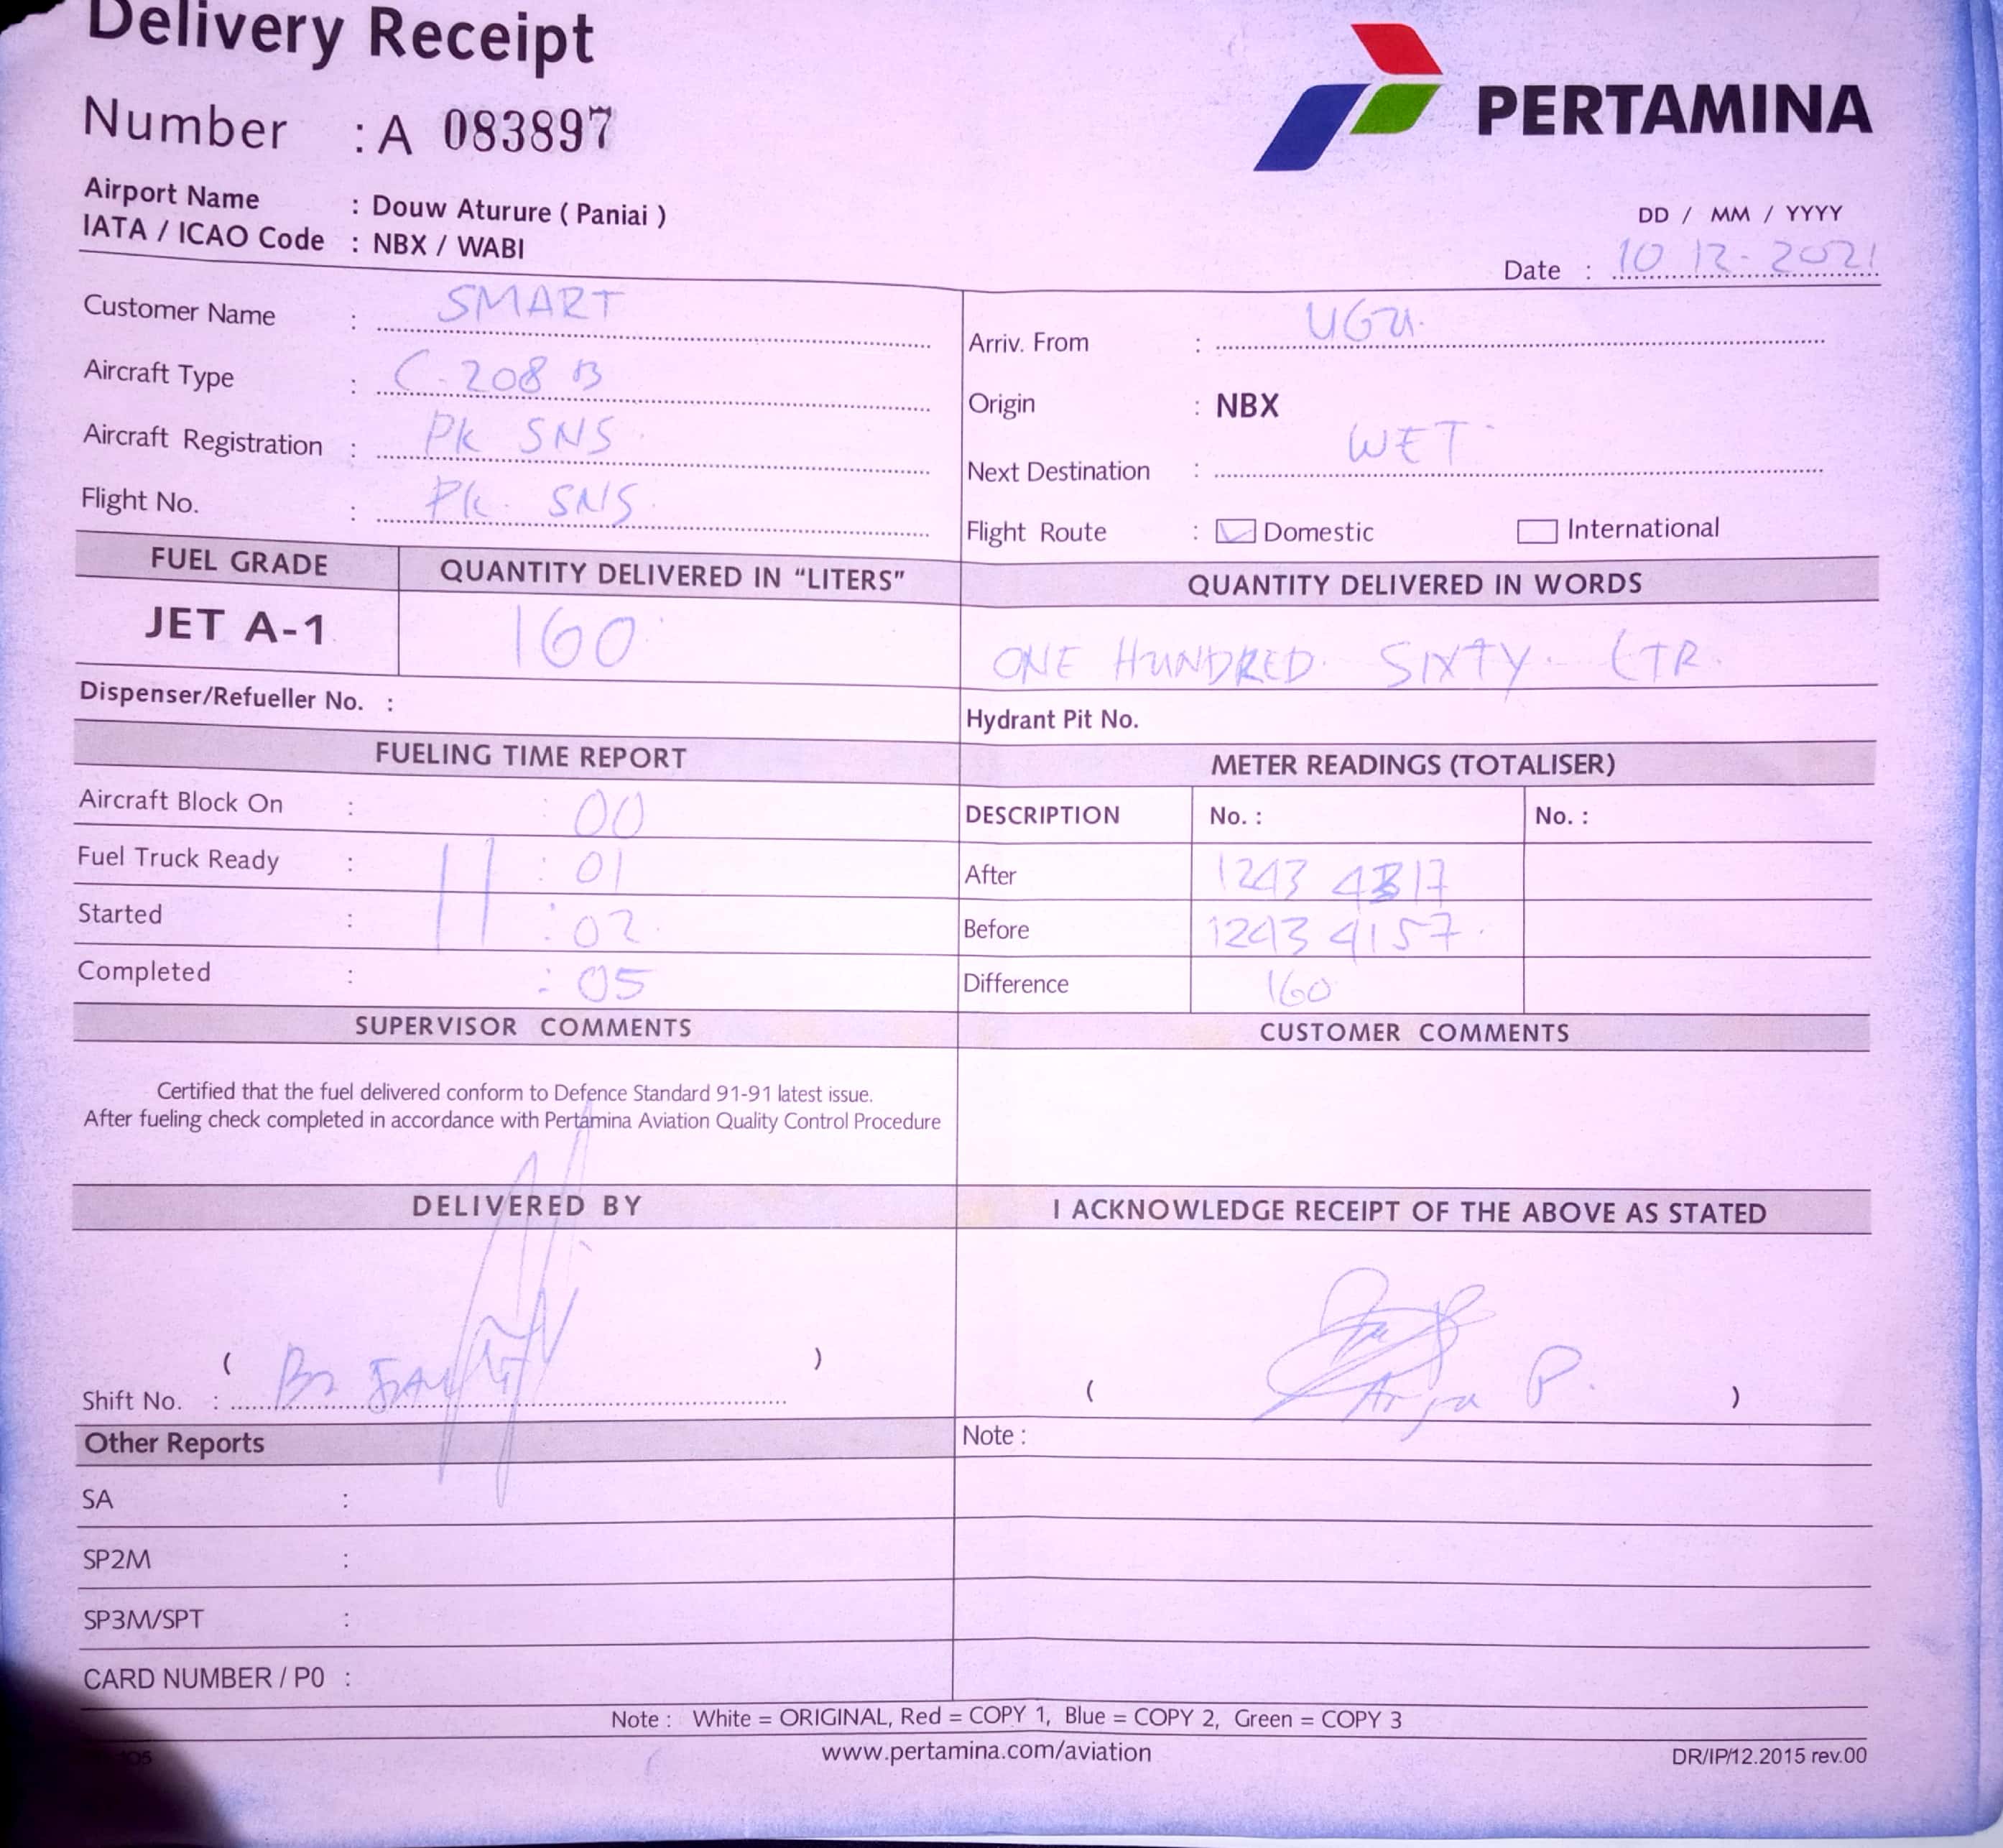 Delivery Receipt
PERTAMINA
Number : A 083897
Airport Name : Douw Aturure ( Paniai )
IATA / ICAO Code : NBX / WABI
DD / MM / YYYY
Date : 10 12-2021
Customer Name : SMART
Aircraft Type : C-208 B
Aircraft Registration : PK SNS
Flight No. : PK. SNS
Arriv. From : UGU
Origin : NBX
Next Destination : WET
Flight Route : Domestic International
FUEL GRADE QUANTITY DELIVERED IN “LITERS” QUANTITY DELIVERED IN WORDS
JET A-1 160 ONE HUNDRED. SIXTY. LTR.
Dispenser/Refueller No. :
Hydrant Pit No.
FUELING TIME REPORT
Aircraft Block On : : 00
Fuel Truck Ready : 11 : 01
Started : : 02
Completed : : 05
METER READINGS (TOTALISER)
DESCRIPTION No. : No. :
After 1243 4317
Before 1243 4157
Difference 160
SUPERVISOR COMMENTS
Certified that the fuel delivered conform to Defence Standard 91-91 latest issue.
After fueling check completed in accordance with Pertamina Aviation Quality Control Procedure
CUSTOMER COMMENTS
DELIVERED BY
( )
Shift No. :
I ACKNOWLEDGE RECEIPT OF THE ABOVE AS STATED
( P. )
Other Reports
SA :
SP2M :
SP3M/SPT :
CARD NUMBER / P0 :
Note :
Note : White = ORIGINAL, Red = COPY 1, Blue = COPY 2, Green = COPY 3
www.pertamina.com/aviation
DR/IP/12.2015 rev.00